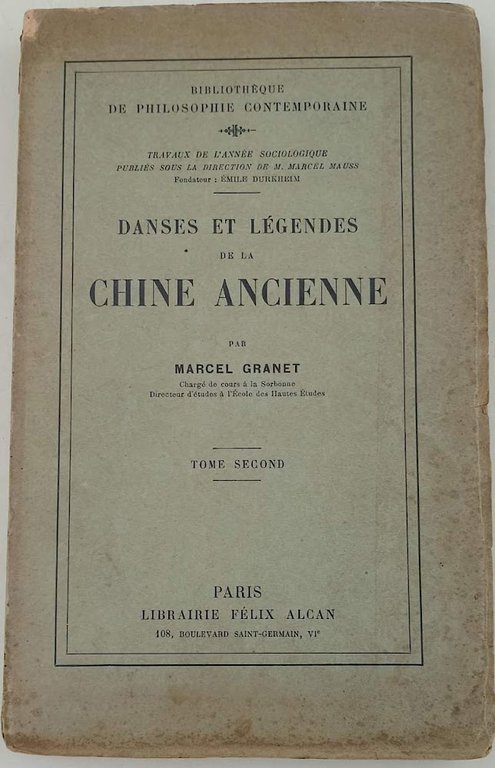 BIBLIOTHÈQUE
DE PHILOSOPHIE CONTEMPORAINE
TRAVAUX DE L'ANNÉE SOCIOLOGIQUE
PUBLIÉS SOUS LA DIRECTION DE M. MARCEL MAUSS
Fondateur : ÉMILE DURKHEIM
DANSES ET LÉGENDES
DE LA
CHINE ANCIENNE
PAR
MARCEL GRANET
Chargé de cours à la Sorbonne
Directeur d'études à l'École des Hautes Études
TOME SECOND
PARIS
LIBRAIRIE FÉLIX ALCAN
108, BOULEVARD SAINT-GERMAIN, VIe